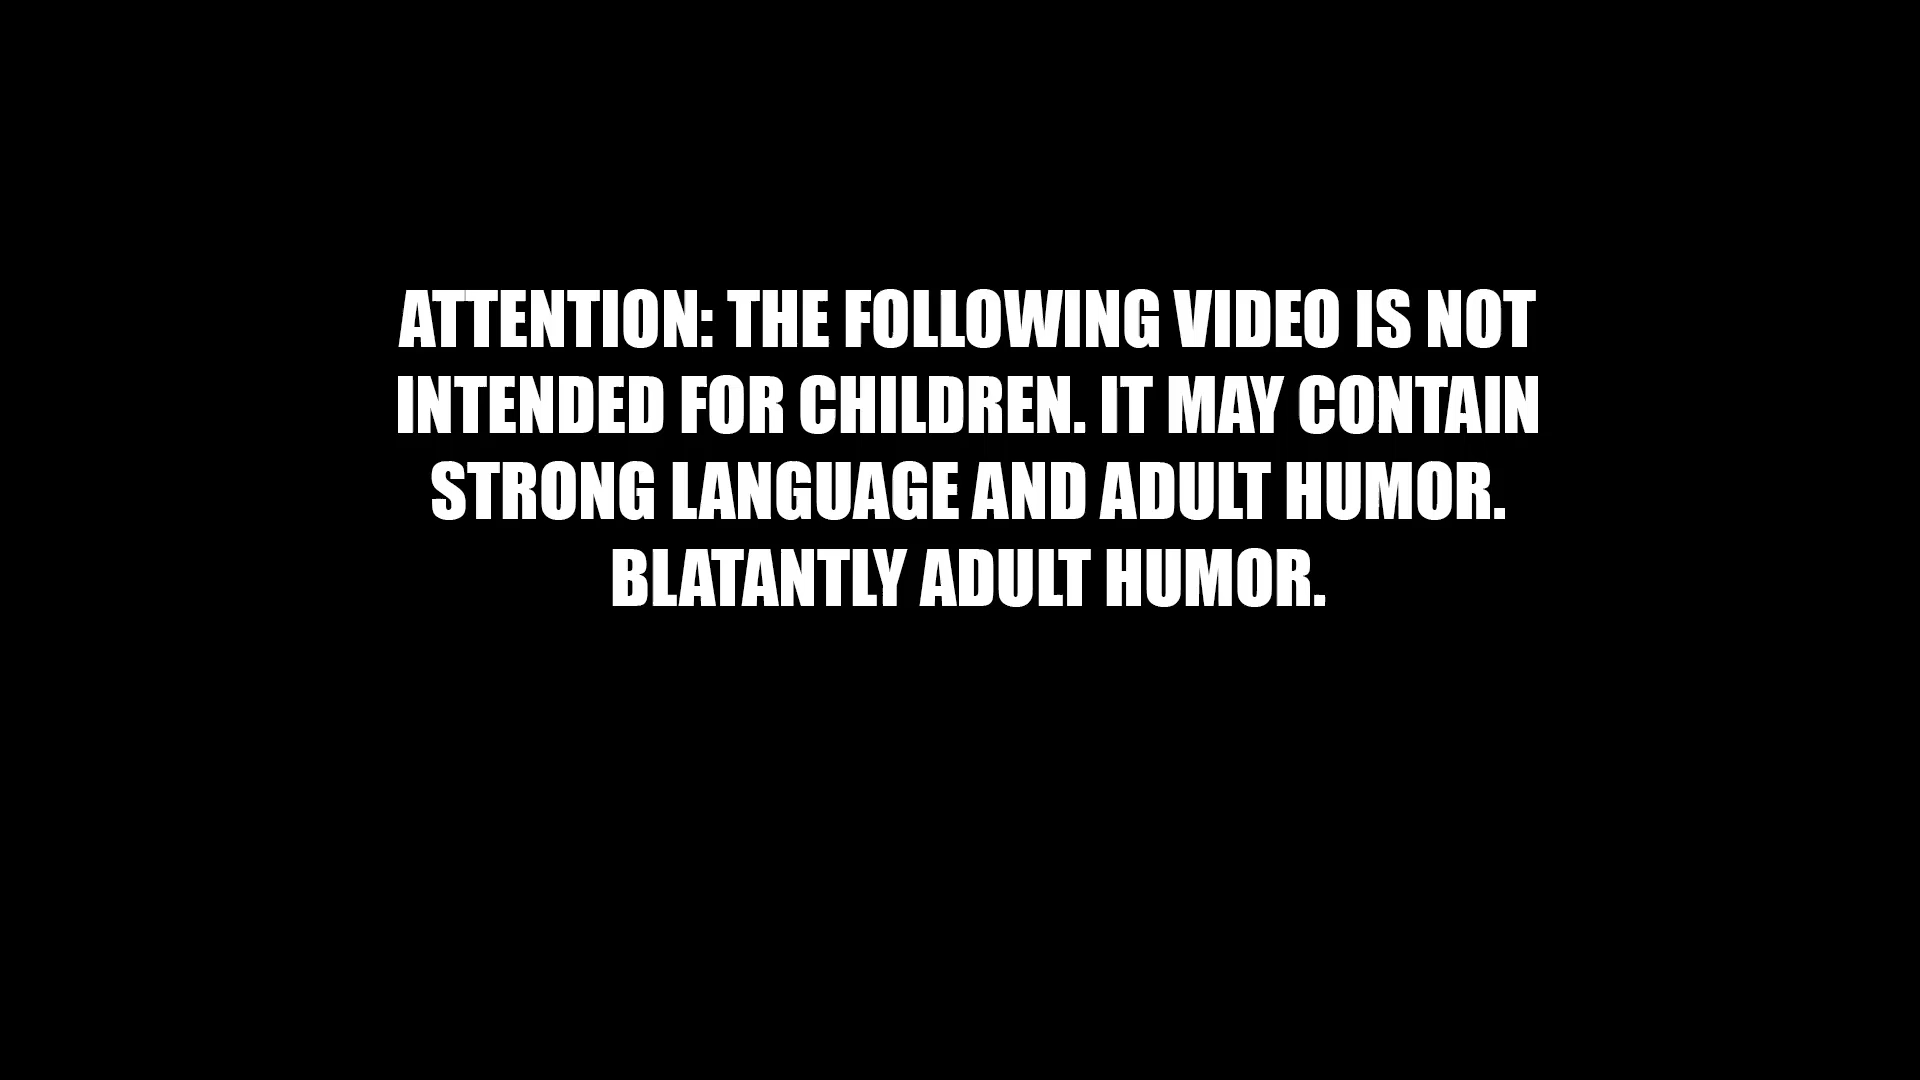 ATTENTION: THE FOLLOWING VIDEO IS NOT
INTENDED FOR CHILDREN. IT MAY CONTAIN
STRONG LANGUAGE AND ADULT HUMOR.
BLATANTLY ADULT HUMOR.